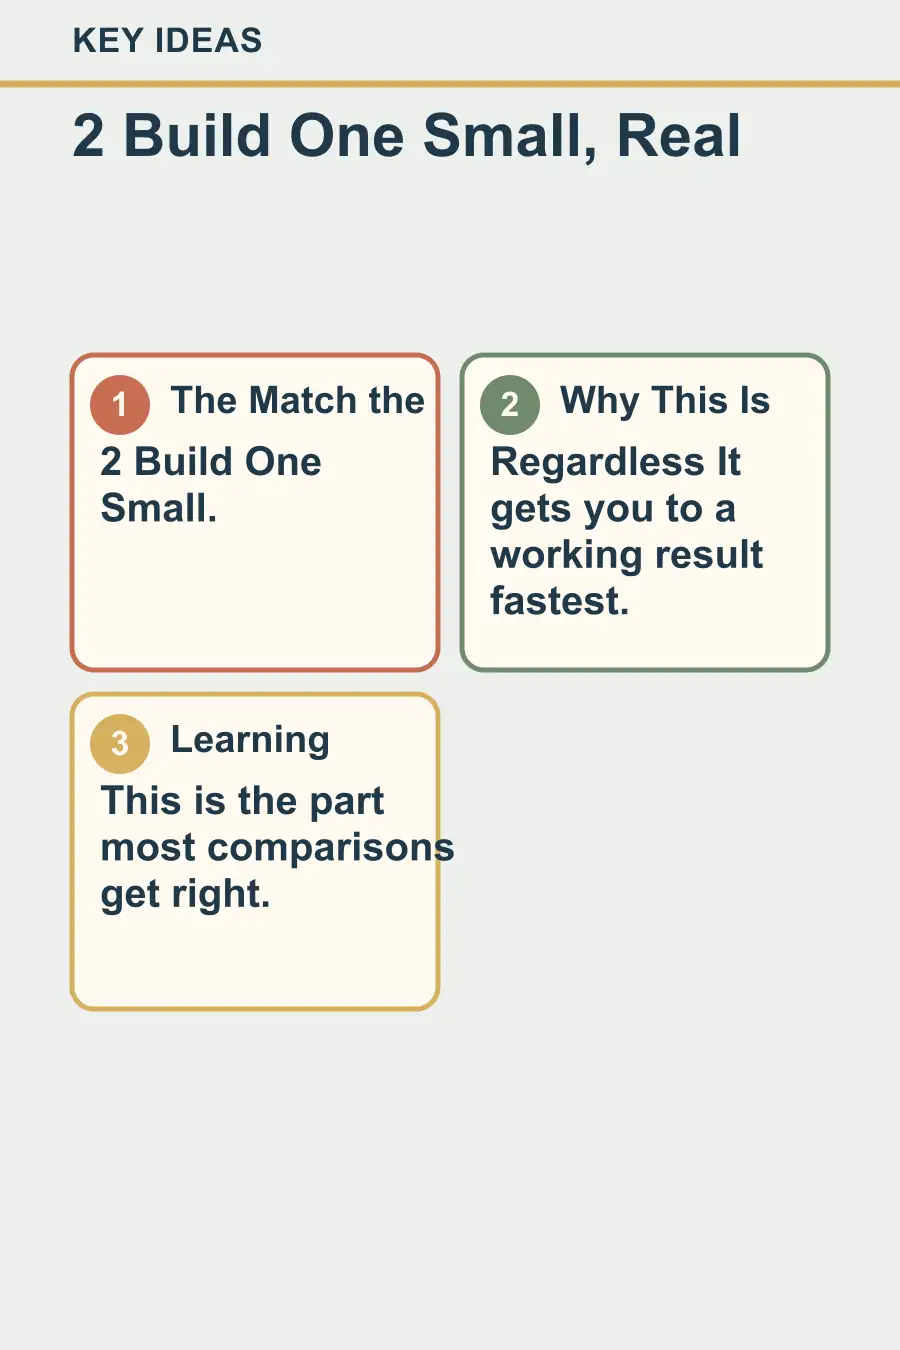 KEY IDEAS
2 Build One Small, Real
1 The Match the
2 Build One
Small.
2 Why This Is
Regardless It
gets you to a
working result
fastest.
3 Learning
This is the part
most comparisons
get right.